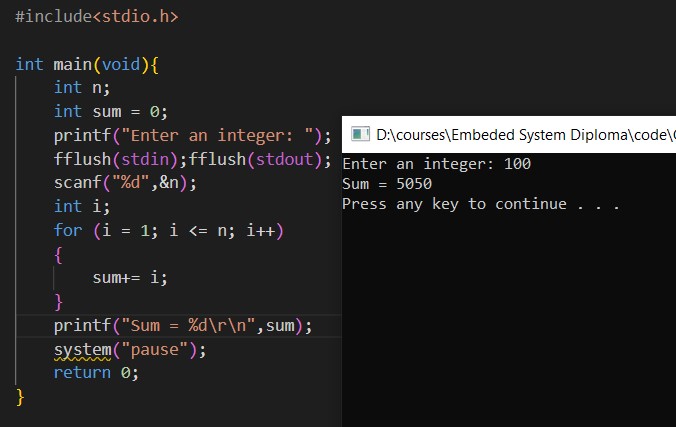 #include<stdio.h>
int main(void){
int n;
int sum = 0;
printf("Enter an integer: ");
fflush(stdin);fflush(stdout);
scanf("%d",&n);
int i;
for (i = 1; i <= n; i++)
{
sum+= i;
}
printf("Sum = %d\r\n",sum);
system("pause");
return 0;
}
D:\courses\Embeded System Diploma\code\
Enter an integer: 100
Sum = 5050
Press any key to continue . . .